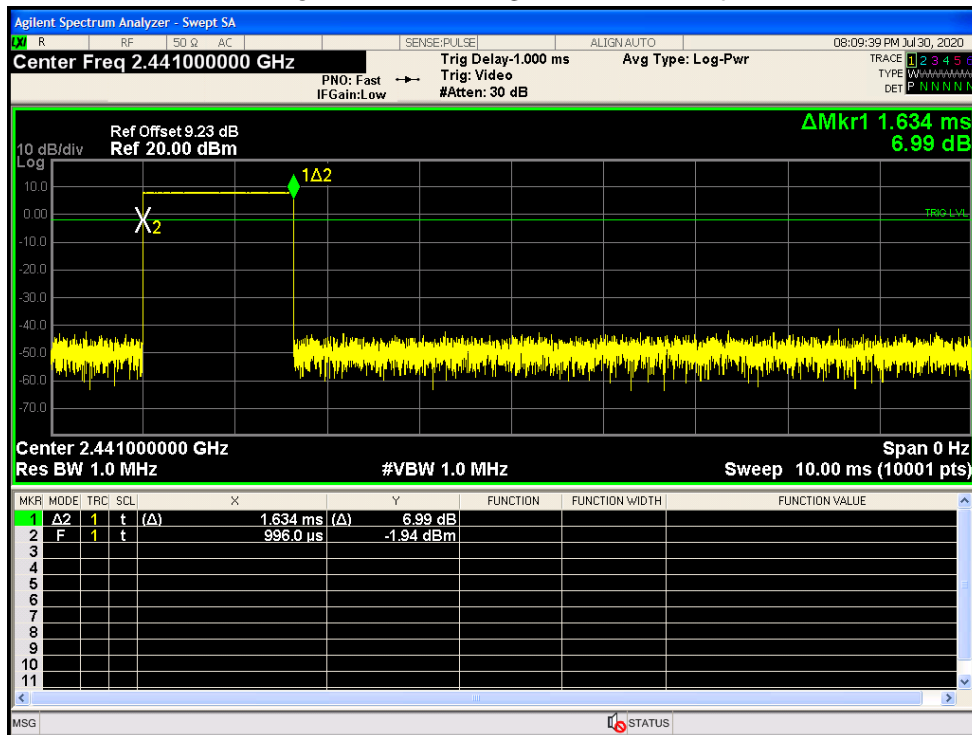 Agilent Spectrum Analyzer - Swept SA
LXI R RF 50 Ω AC SENSE:PULSE ALIGN AUTO 08:09:39 PM Jul 30, 2020
Center Freq 2.441000000 GHz
PNO: Fast
IFGain:Low
Trig Delay-1.000 ms
Trig: Video
#Atten: 30 dB
Avg Type: Log-Pwr
TRACE 1 2 3 4 5 6
TYPE
DET P N N N N N
ΔMkr1 1.634 ms
6.99 dB
Ref Offset 9.23 dB
10 dB/div Ref 20.00 dBm
Log
10.0
0.00
-10.0
-20.0
-30.0
-40.0
-50.0
-60.0
-70.0
1Δ2
2
TRIG LVL
Center 2.441000000 GHz Span 0 Hz
Res BW 1.0 MHz #VBW 1.0 MHz Sweep 10.00 ms (10001 pts)
MKR MODE TRC SCL X Y FUNCTION FUNCTION WIDTH FUNCTION VALUE
1 Δ2 1 t (Δ) 1.634 ms (Δ) 6.99 dB
2 F 1 t 996.0 µs -1.94 dBm
3
4
5
6
7
8
9
10
11
MSG STATUS